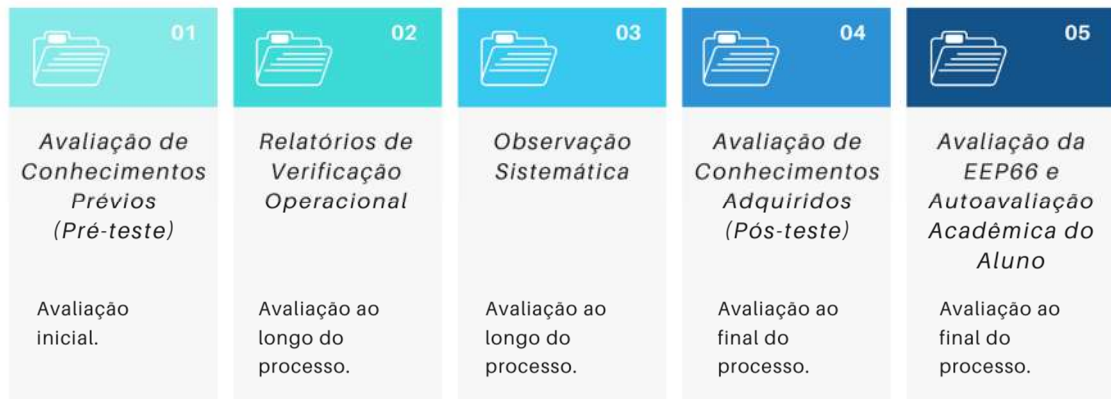 01
Avaliação de
Conhecimentos
Prévios
(Pré-teste)
Avaliação
inicial.
02
Relatórios de
Verificação
Operacional
Avaliação ao
longo do
processo.
03
Observação
Sistemática
Avaliação ao
longo do
processo.
04
Avaliação de
Conhecimentos
Adquiridos
(Pós-teste)
Avaliação ao
final do
processo.
05
Avaliação da
EEP66 e
Autoavaliação
Acadêmica do
Aluno
Avaliação ao
final do
processo.